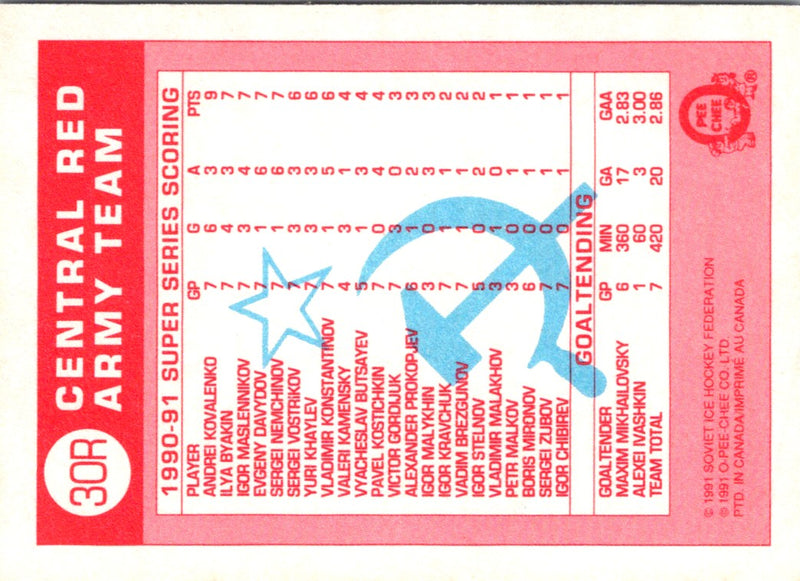 30R
CENTRAL RED
ARMY TEAM
1990-91 SUPER SERIES SCORING
PLAYER GP G A PTS
ANDREI KOVALENKO 7 6 3 9
ILYA BYAKIN 7 4 3 7
IGOR MASLENNIKOV 7 3 4 7
EVGENY DAVYDOV 7 6 1 7
SERGEI NEMCHINOV 7 1 6 7
SERGEI VOSTRIKOV 7 3 3 6
YURI KHAYLEV 7 1 5 6
VLADIMIR KONSTANTINOV 7 1 5 6
VALERI KAMENSKY 7 3 1 4
VYACHESLAV BUTSAYEV 5 1 3 4
PAVEL KOSTICHKIN 7 0 4 4
VICTOR GORDIJUK 7 3 0 3
ALEXANDER PROKOPJEV 6 1 2 3
IGOR MALYKHIN 3 0 3 3
IGOR KRAVCHUK 7 1 1 2
VADIM BREZGUNOV 7 1 1 2
IGOR STELNOV 5 0 2 2
VLADIMIR MALAKHOV 7 1 0 1
PETR MALKOV 3 0 1 1
BORIS MIRONOV 6 0 1 1
SERGEI ZUBOV 7 0 1 1
IGOR CHIBIREV 7 0 1 1
GOALTENDING
GOALTENDER GP MIN GA GAA
MAXIM MIKHAILOVSKY 6 360 17 2.83
ALEXEI IVASHKIN 1 60 3 3.00
TEAM TOTAL 7 420 20 2.86
© 1991 SOVIET ICE HOCKEY FEDERATION
© 1991 O-PEE-CHEE CO. LTD.
PTD. IN CANADA/IMPRIMÉ AU CANADA
O
PEE
CHEE
®